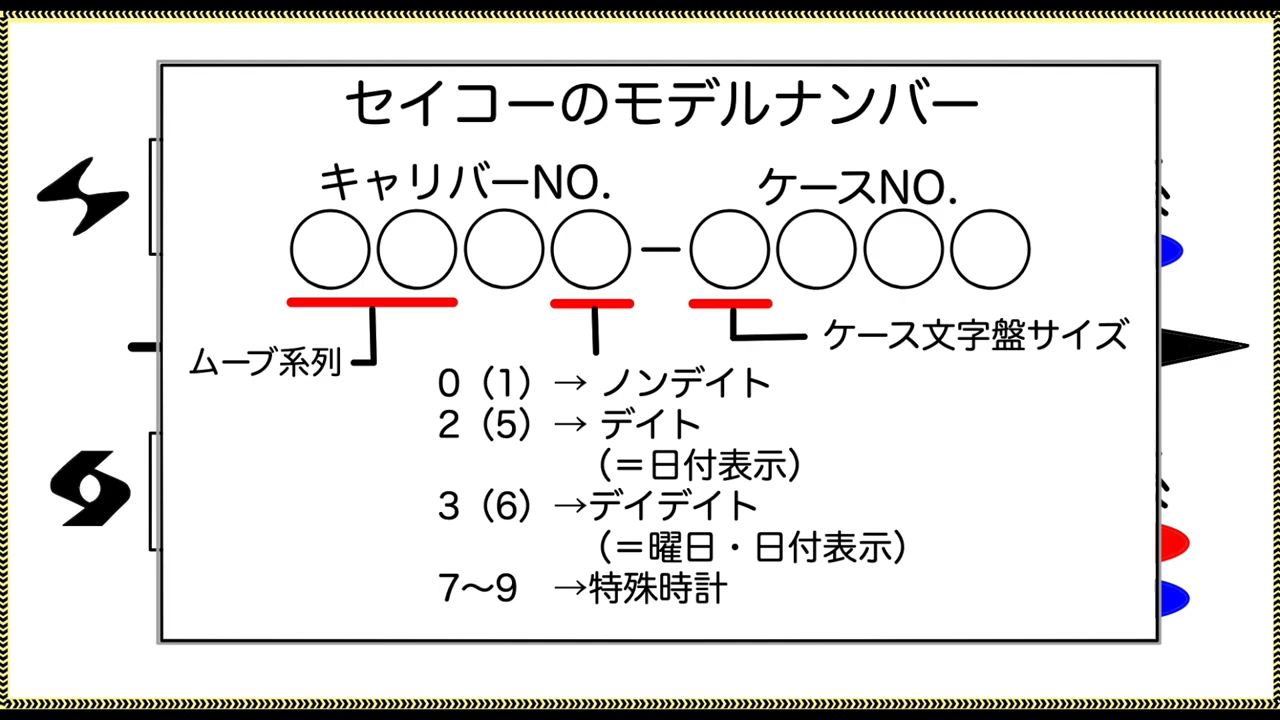 セイコーのモデルナンバー
キャリバーNO. ケースNO.
○○○○ー○○○○
ケース文字盤サイズ
ムーブ系列
0（1）→ ノンデイト
2（5）→ デイト
（＝日付表示）
3（6）→デイデイト
（＝曜日・日付表示）
7〜9 →特殊時計